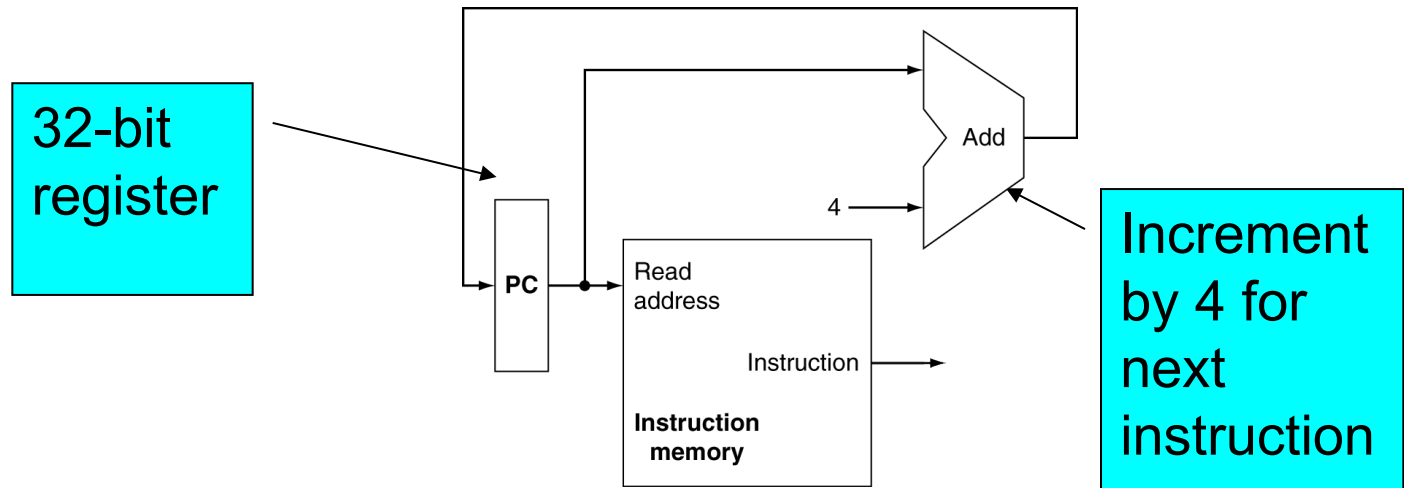 32-bit
register
Add
4
PC
Read
address
Instruction
Instruction
memory
Increment
by 4 for
next
instruction